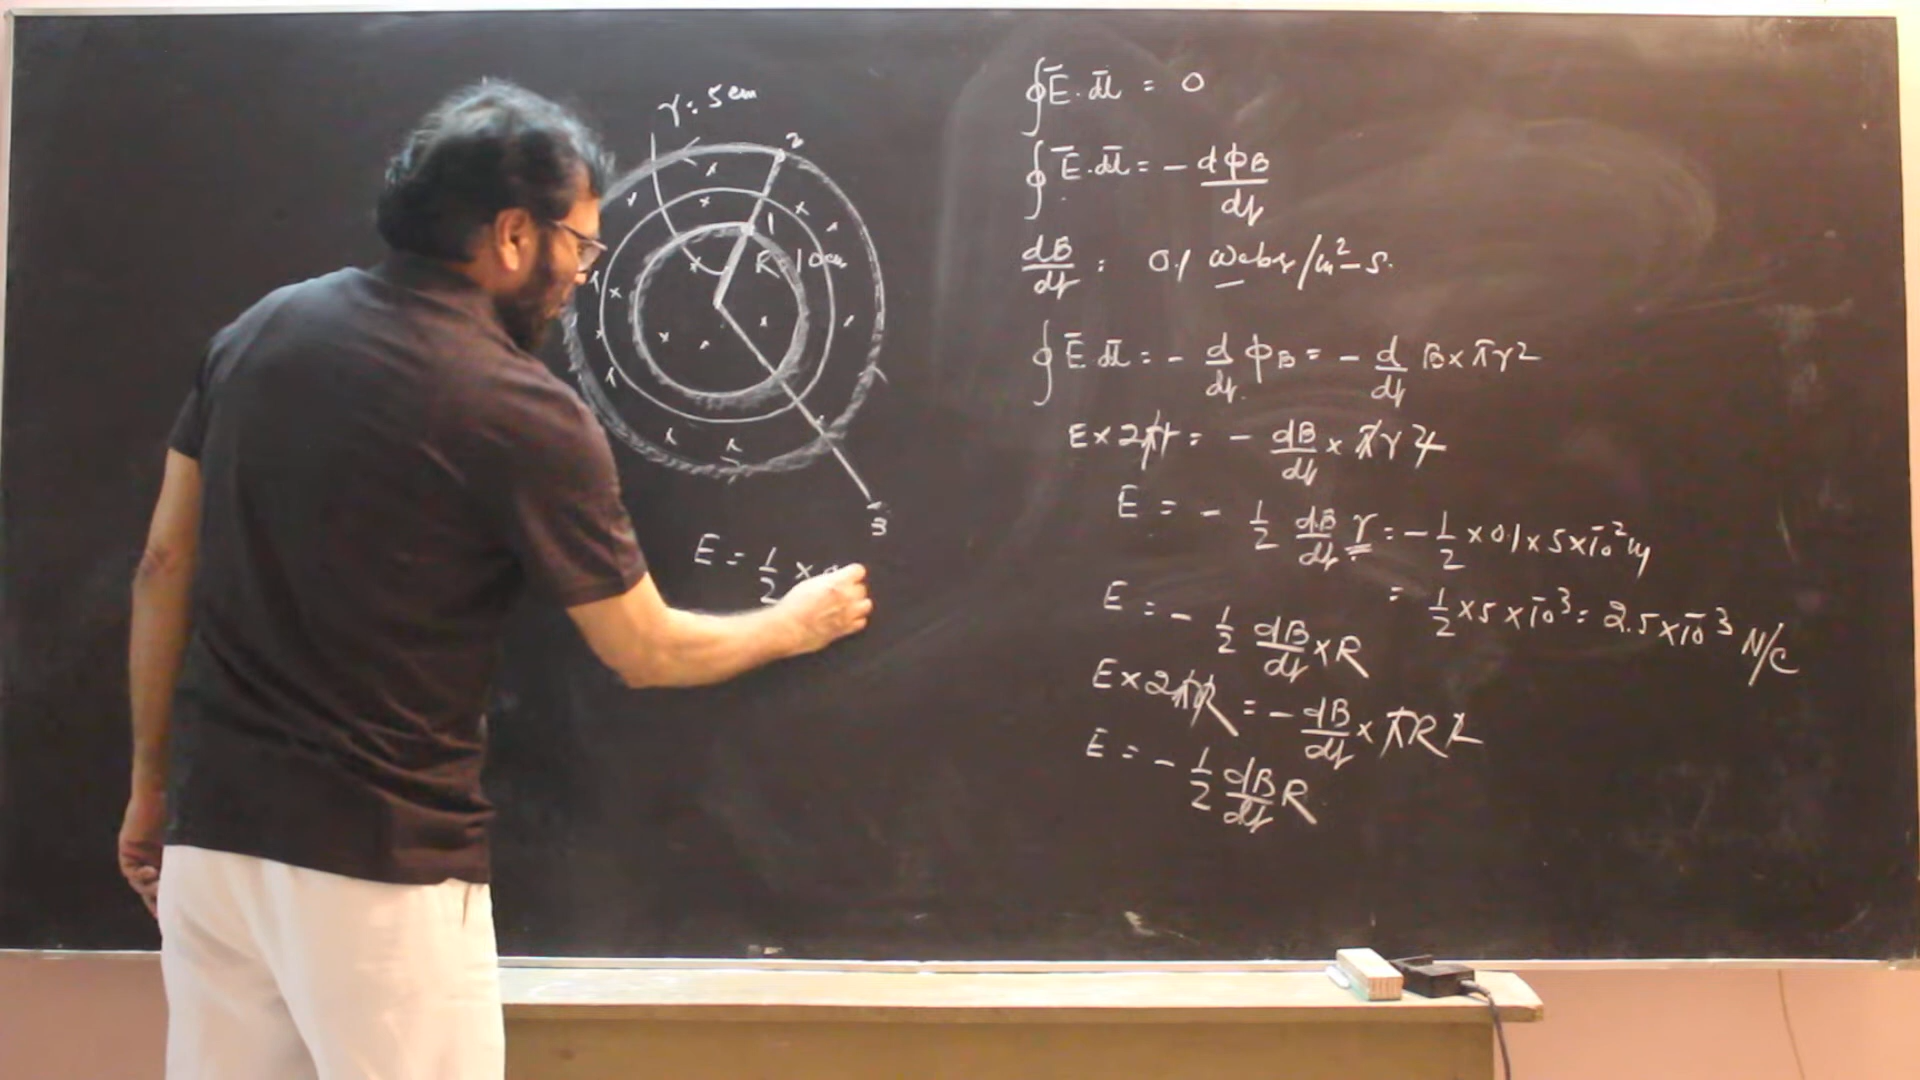 r = 5 cm
2
1
R = 10 cm
3
E = 1/2 ×
∮Ē.d̄l = 0
∮Ē.d̄l = - dΦB/dt
dB/dt = 0.1 weber/m²-s.
∮Ē d̄l = - d/dt ΦB = - d/dt B × πr²
E × 2πr = - dB/dt × πr²
E = - 1/2 dB/dt r = - 1/2 × 0.1 × 5 × 10⁻² m
= 1/2 × 5 × 10⁻³ = 2.5 × 10⁻³ N/C
E = - 1/2 dB/dt × R
E × 2πR = - dB/dt × πR²
E = - 1/2 dB/dt R